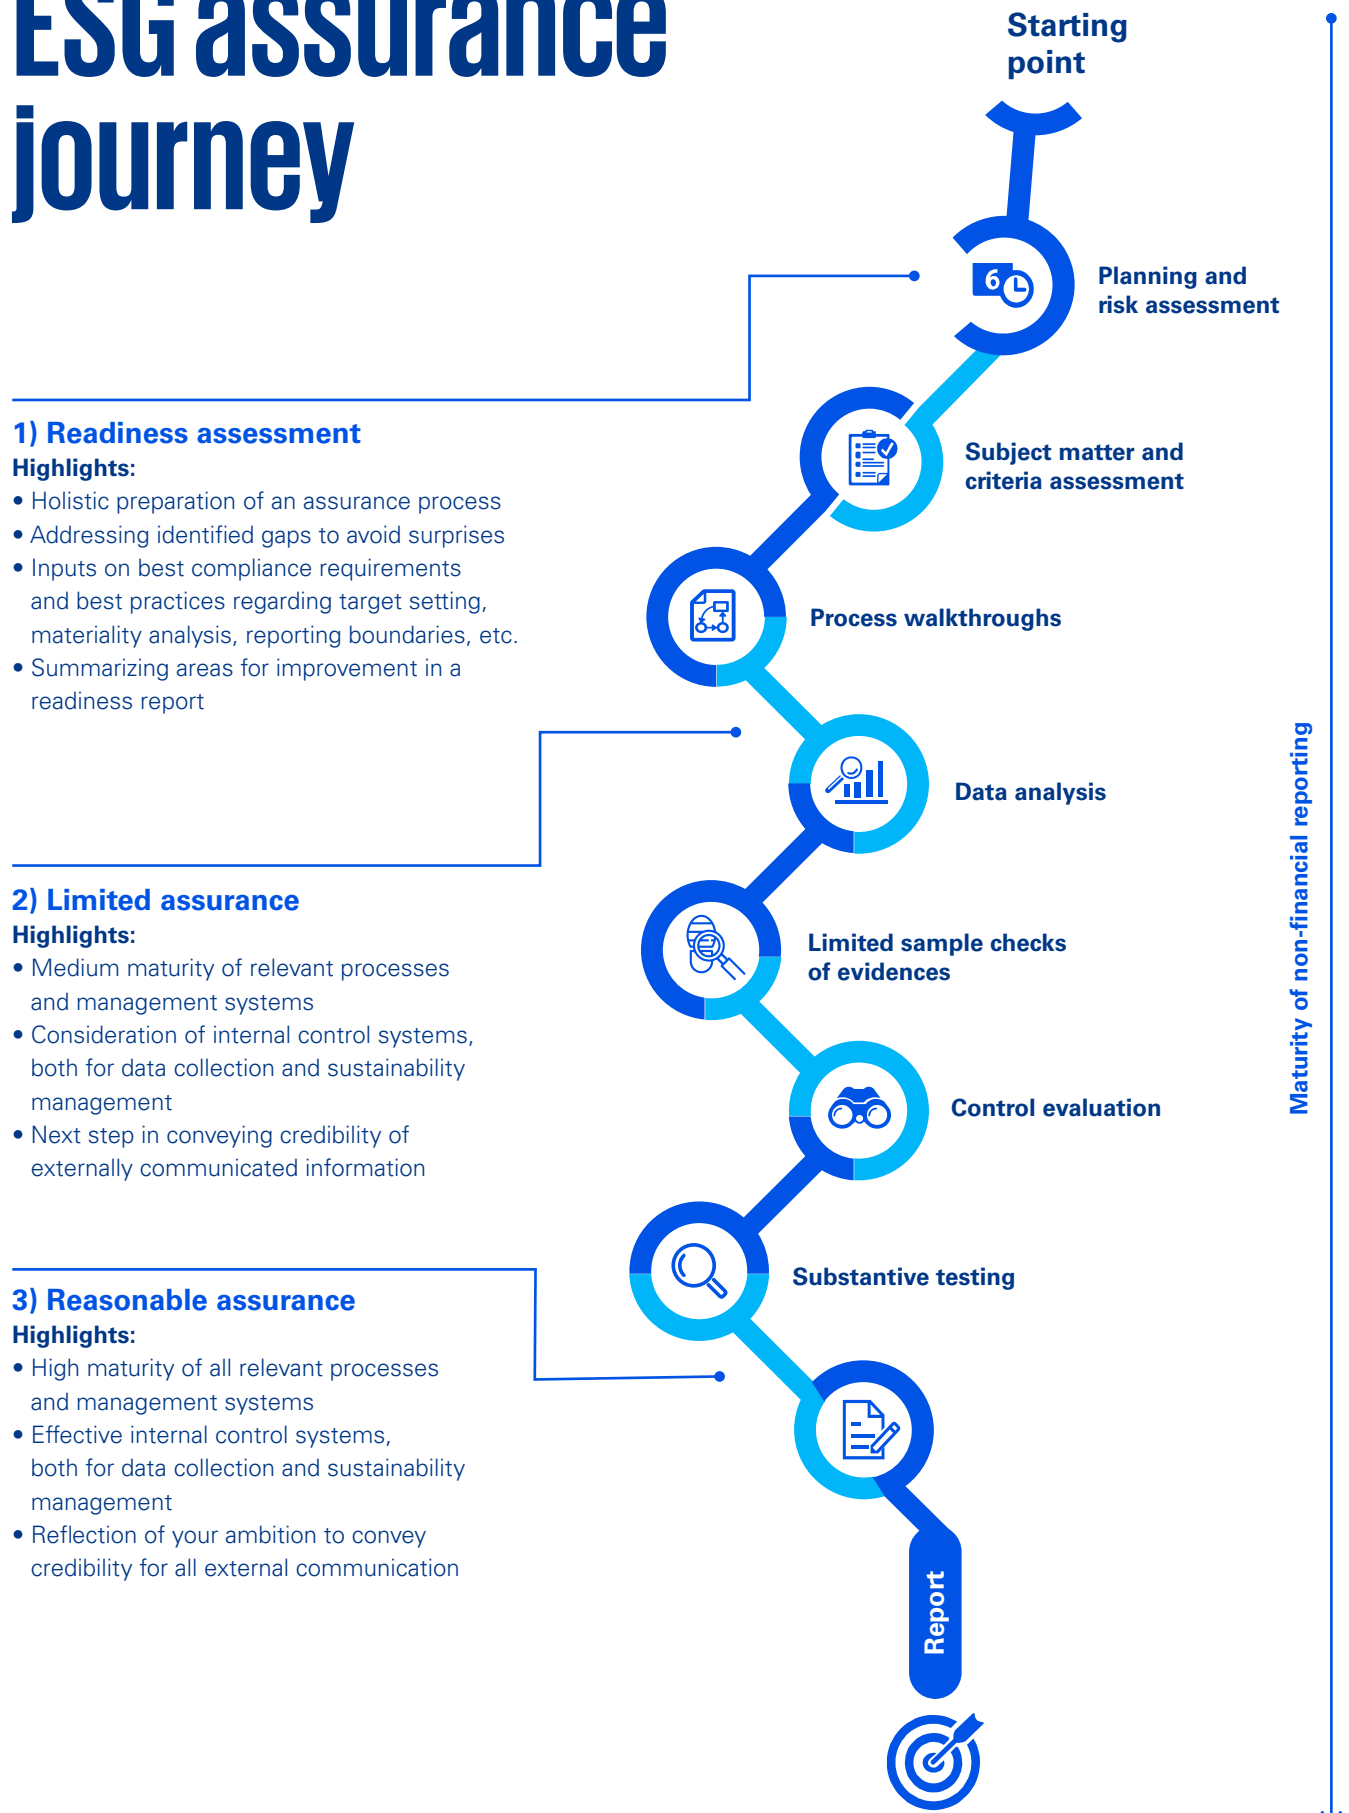 ESG assurance
journey
Starting
point
6
Planning and
risk assessment
1) Readiness assessment
Highlights:
• Holistic preparation of an assurance process
• Addressing identified gaps to avoid surprises
• Inputs on best compliance requirements
and best practices regarding target setting,
materiality analysis, reporting boundaries, etc.
• Summarizing areas for improvement in a
readiness report
Subject matter and
criteria assessment
Process walkthroughs
Data analysis
2) Limited assurance
Highlights:
• Medium maturity of relevant processes
and management systems
• Consideration of internal control systems,
both for data collection and sustainability
management
• Next step in conveying credibility of
externally communicated information
Limited sample checks
of evidences
Control evaluation
Substantive testing
3) Reasonable assurance
Highlights:
• High maturity of all relevant processes
and management systems
• Effective internal control systems,
both for data collection and sustainability
management
• Reflection of your ambition to convey
credibility for all external communication
Report
Maturity of non-financial reporting